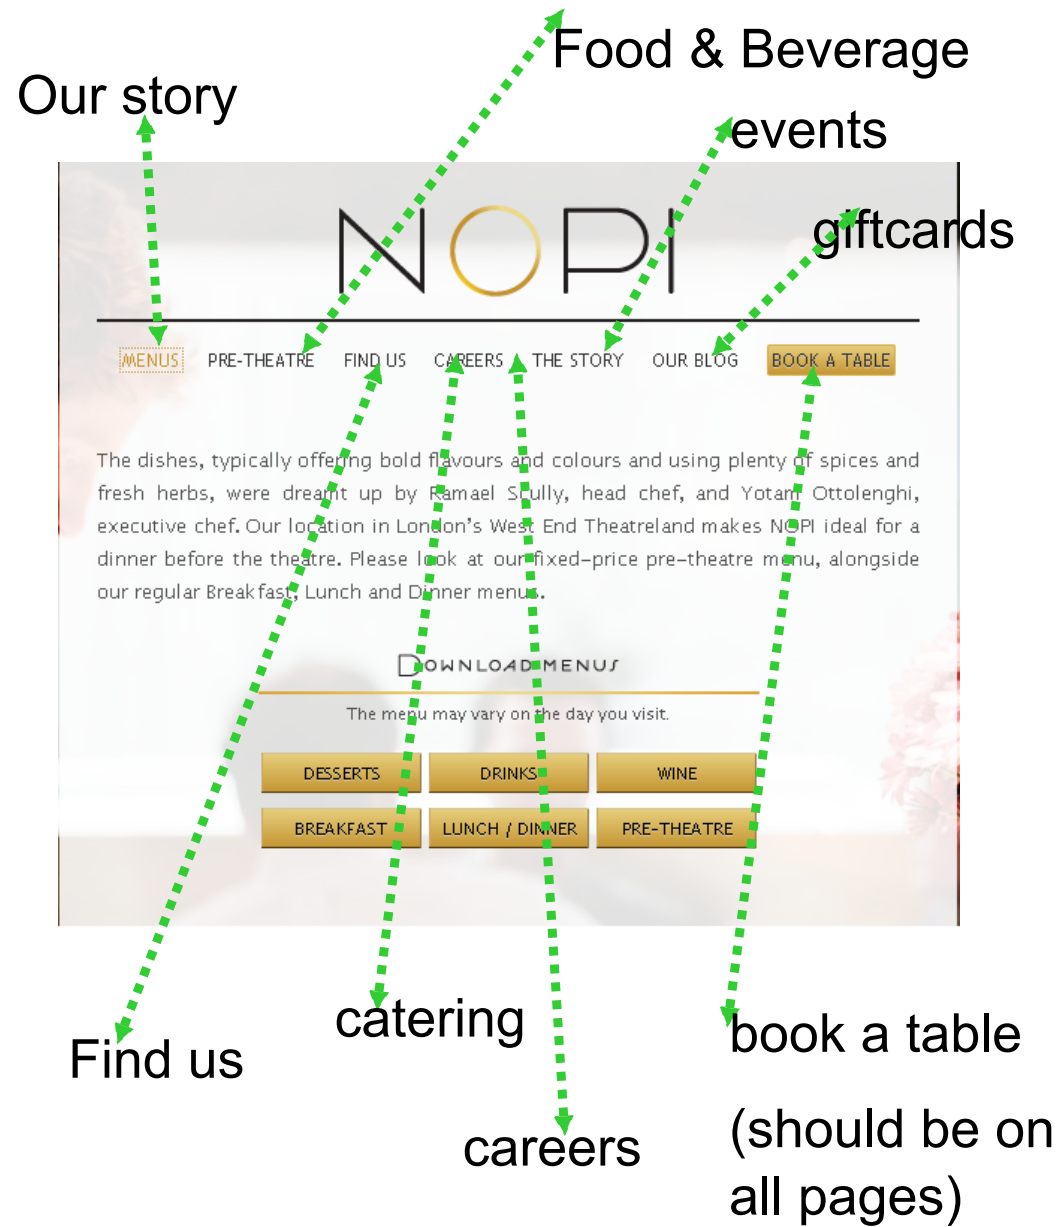 Food & Beverage
Our story
events
giftcards
NOPI
MENUS PRE-THEATRE FIND US CAREERS THE STORY OUR BLOG BOOK A TABLE
The dishes, typically offering bold flavours and colours and using plenty of spices and
fresh herbs, were dreamt up by Ramael Scully, head chef, and Yotam Ottolenghi,
executive chef. Our location in London's West End Theatreland makes NOPI ideal for a
dinner before the theatre. Please look at our fixed-price pre-theatre menu, alongside
our regular Breakfast, Lunch and Dinner menus.
DOWNLOAD MENUS
The menu may vary on the day you visit.
DESSERTS DRINKS WINE
BREAKFAST LUNCH / DINNER PRE-THEATRE
catering
book a table
Find us
(should be on
careers
all pages)